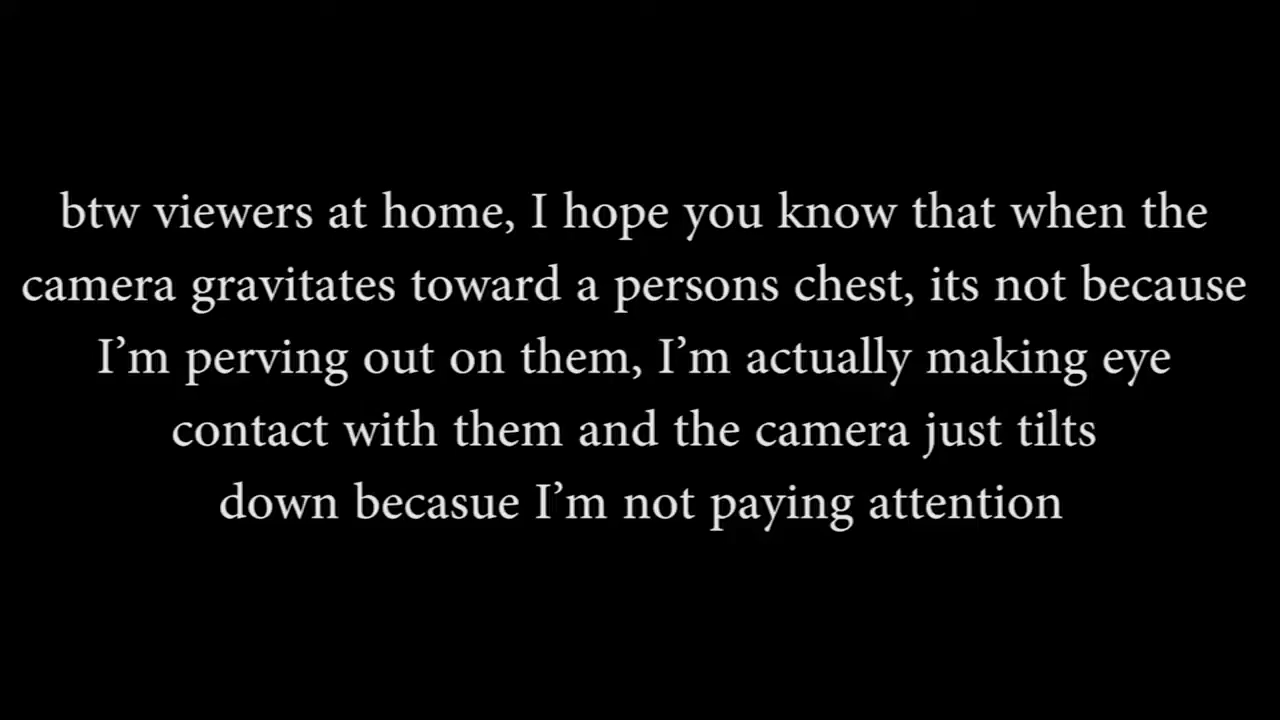 btw viewers at home, I hope you know that when the
camera gravitates toward a persons chest, its not because
I’m perving out on them, I’m actually making eye
contact with them and the camera just tilts
down becasue I’m not paying attention